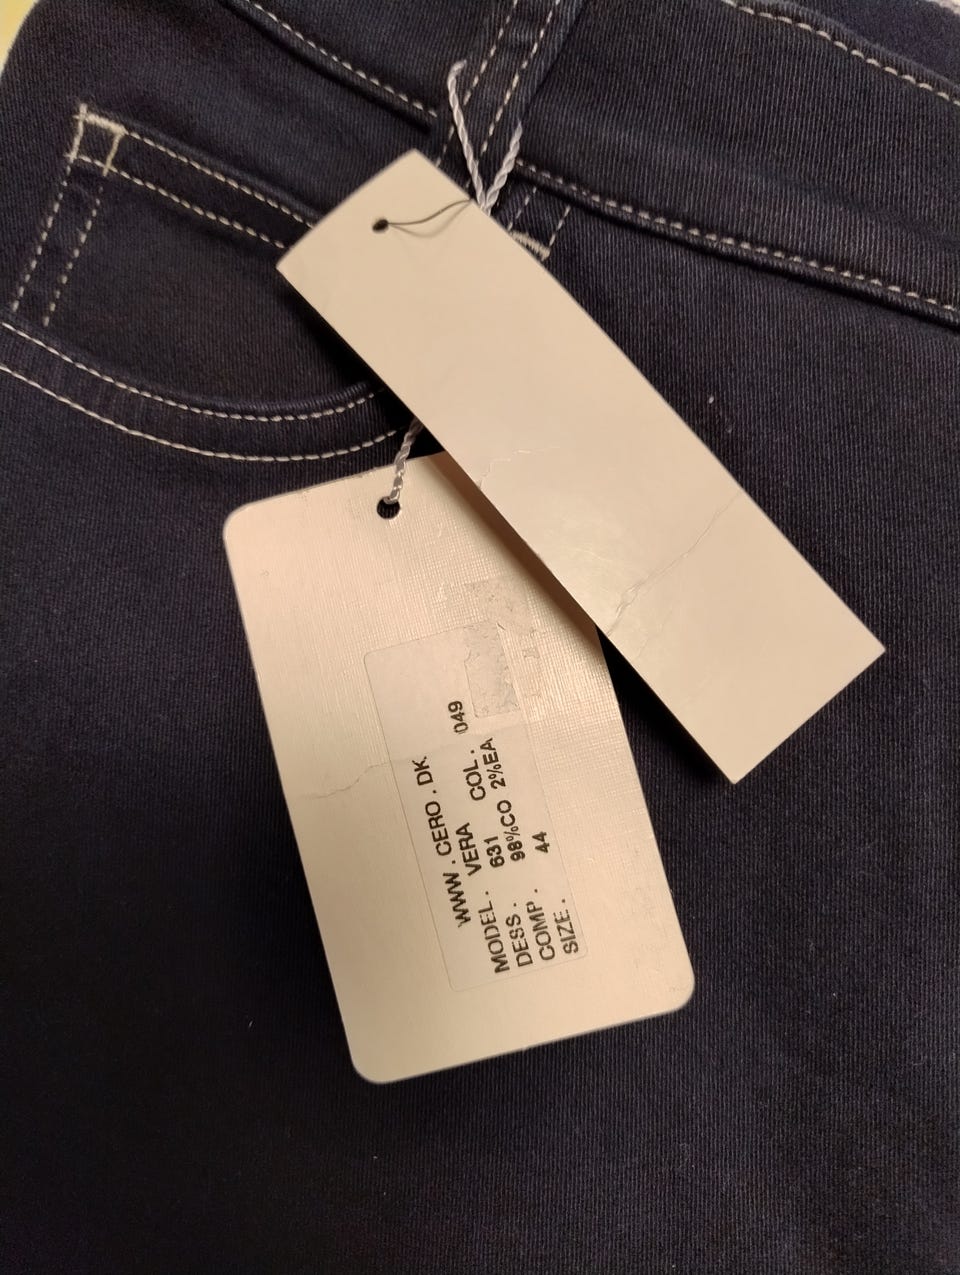 WWW.CERO.DK
MODEL. VERA COL. 049
DESS. 631
COMP. 98%CO 2%EA
SIZE. 44